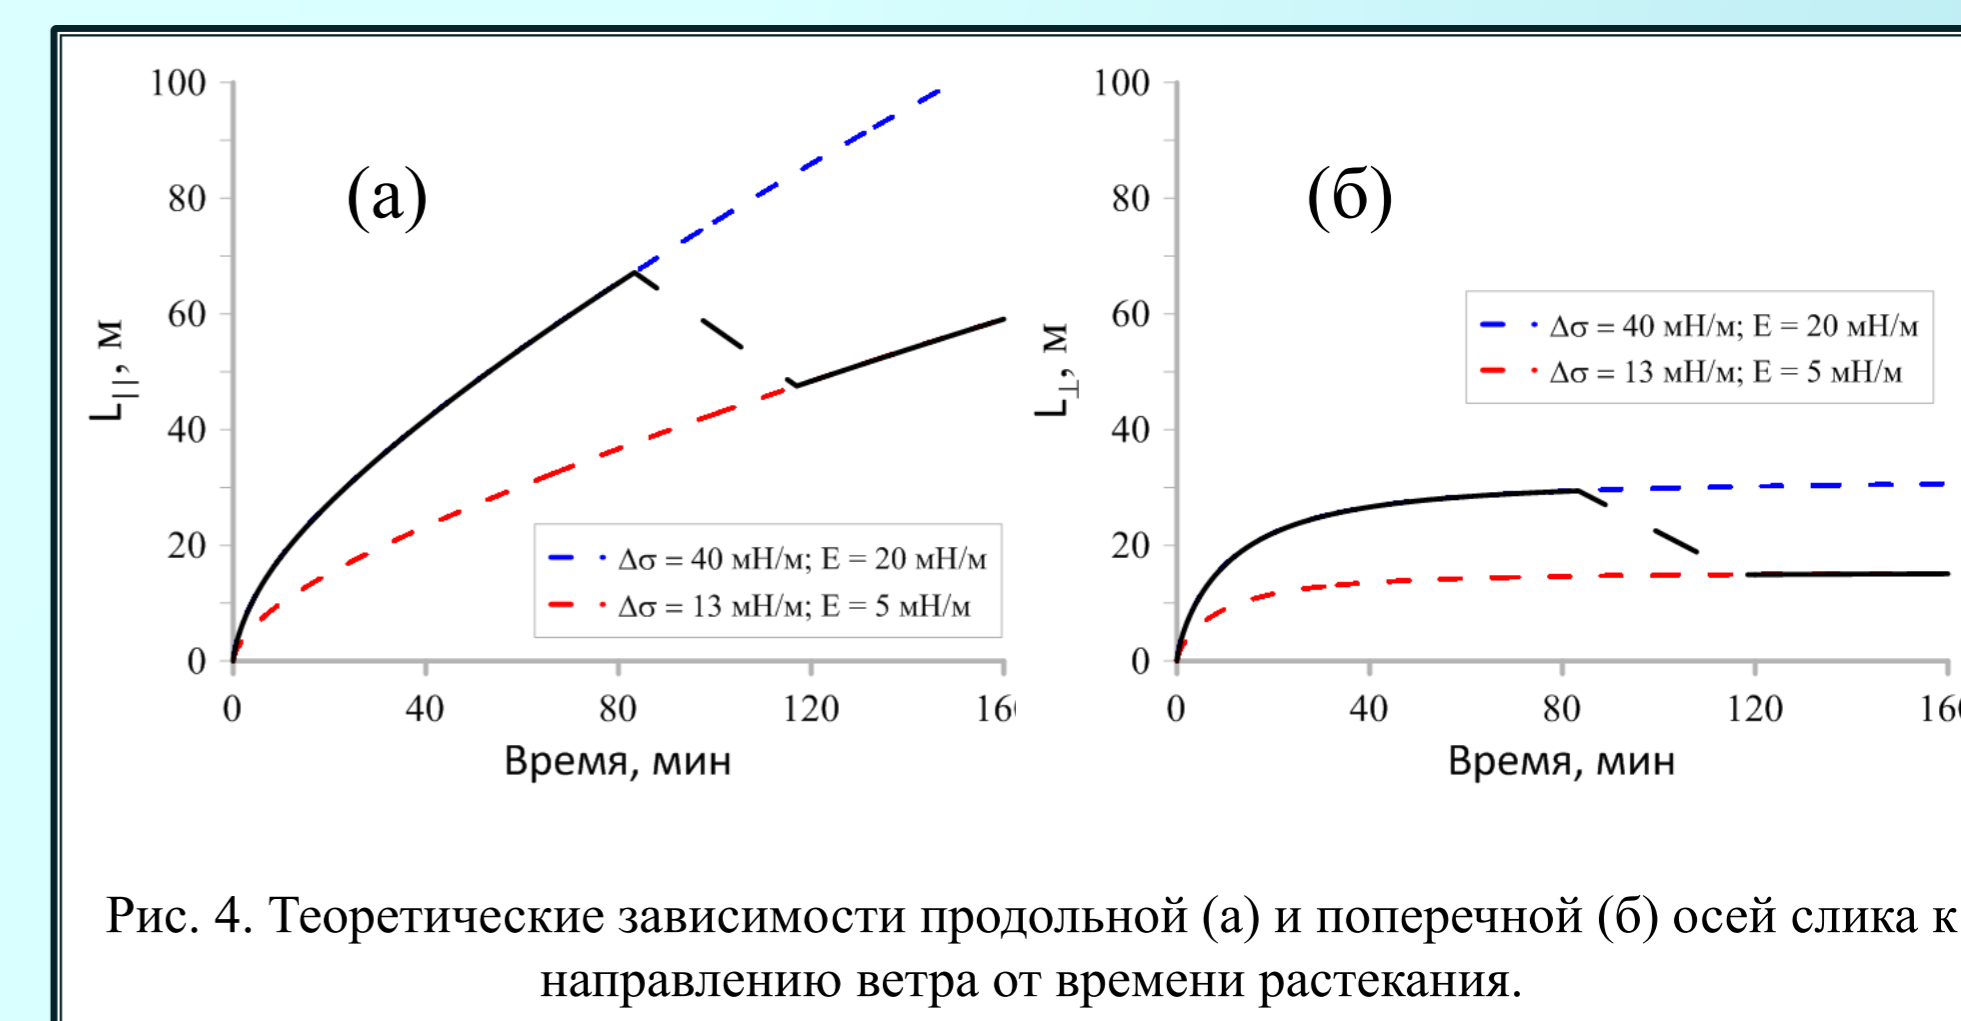 100
80
60
40
20
0
0
40
80
120
L||, м
Время, мин
(а)
Δσ = 40 мН/м; E = 20 мН/м
Δσ = 13 мН/м; E = 5 мН/м
100
80
60
40
20
0
0
40
80
120
L⊥, м
Время, мин
(б)
Δσ = 40 мН/м; E = 20 мН/м
Δσ = 13 мН/м; E = 5 мН/м
Рис. 4. Теоретические зависимости продольной (а) и поперечной (б) осей слика к
направлению ветра от времени растекания.